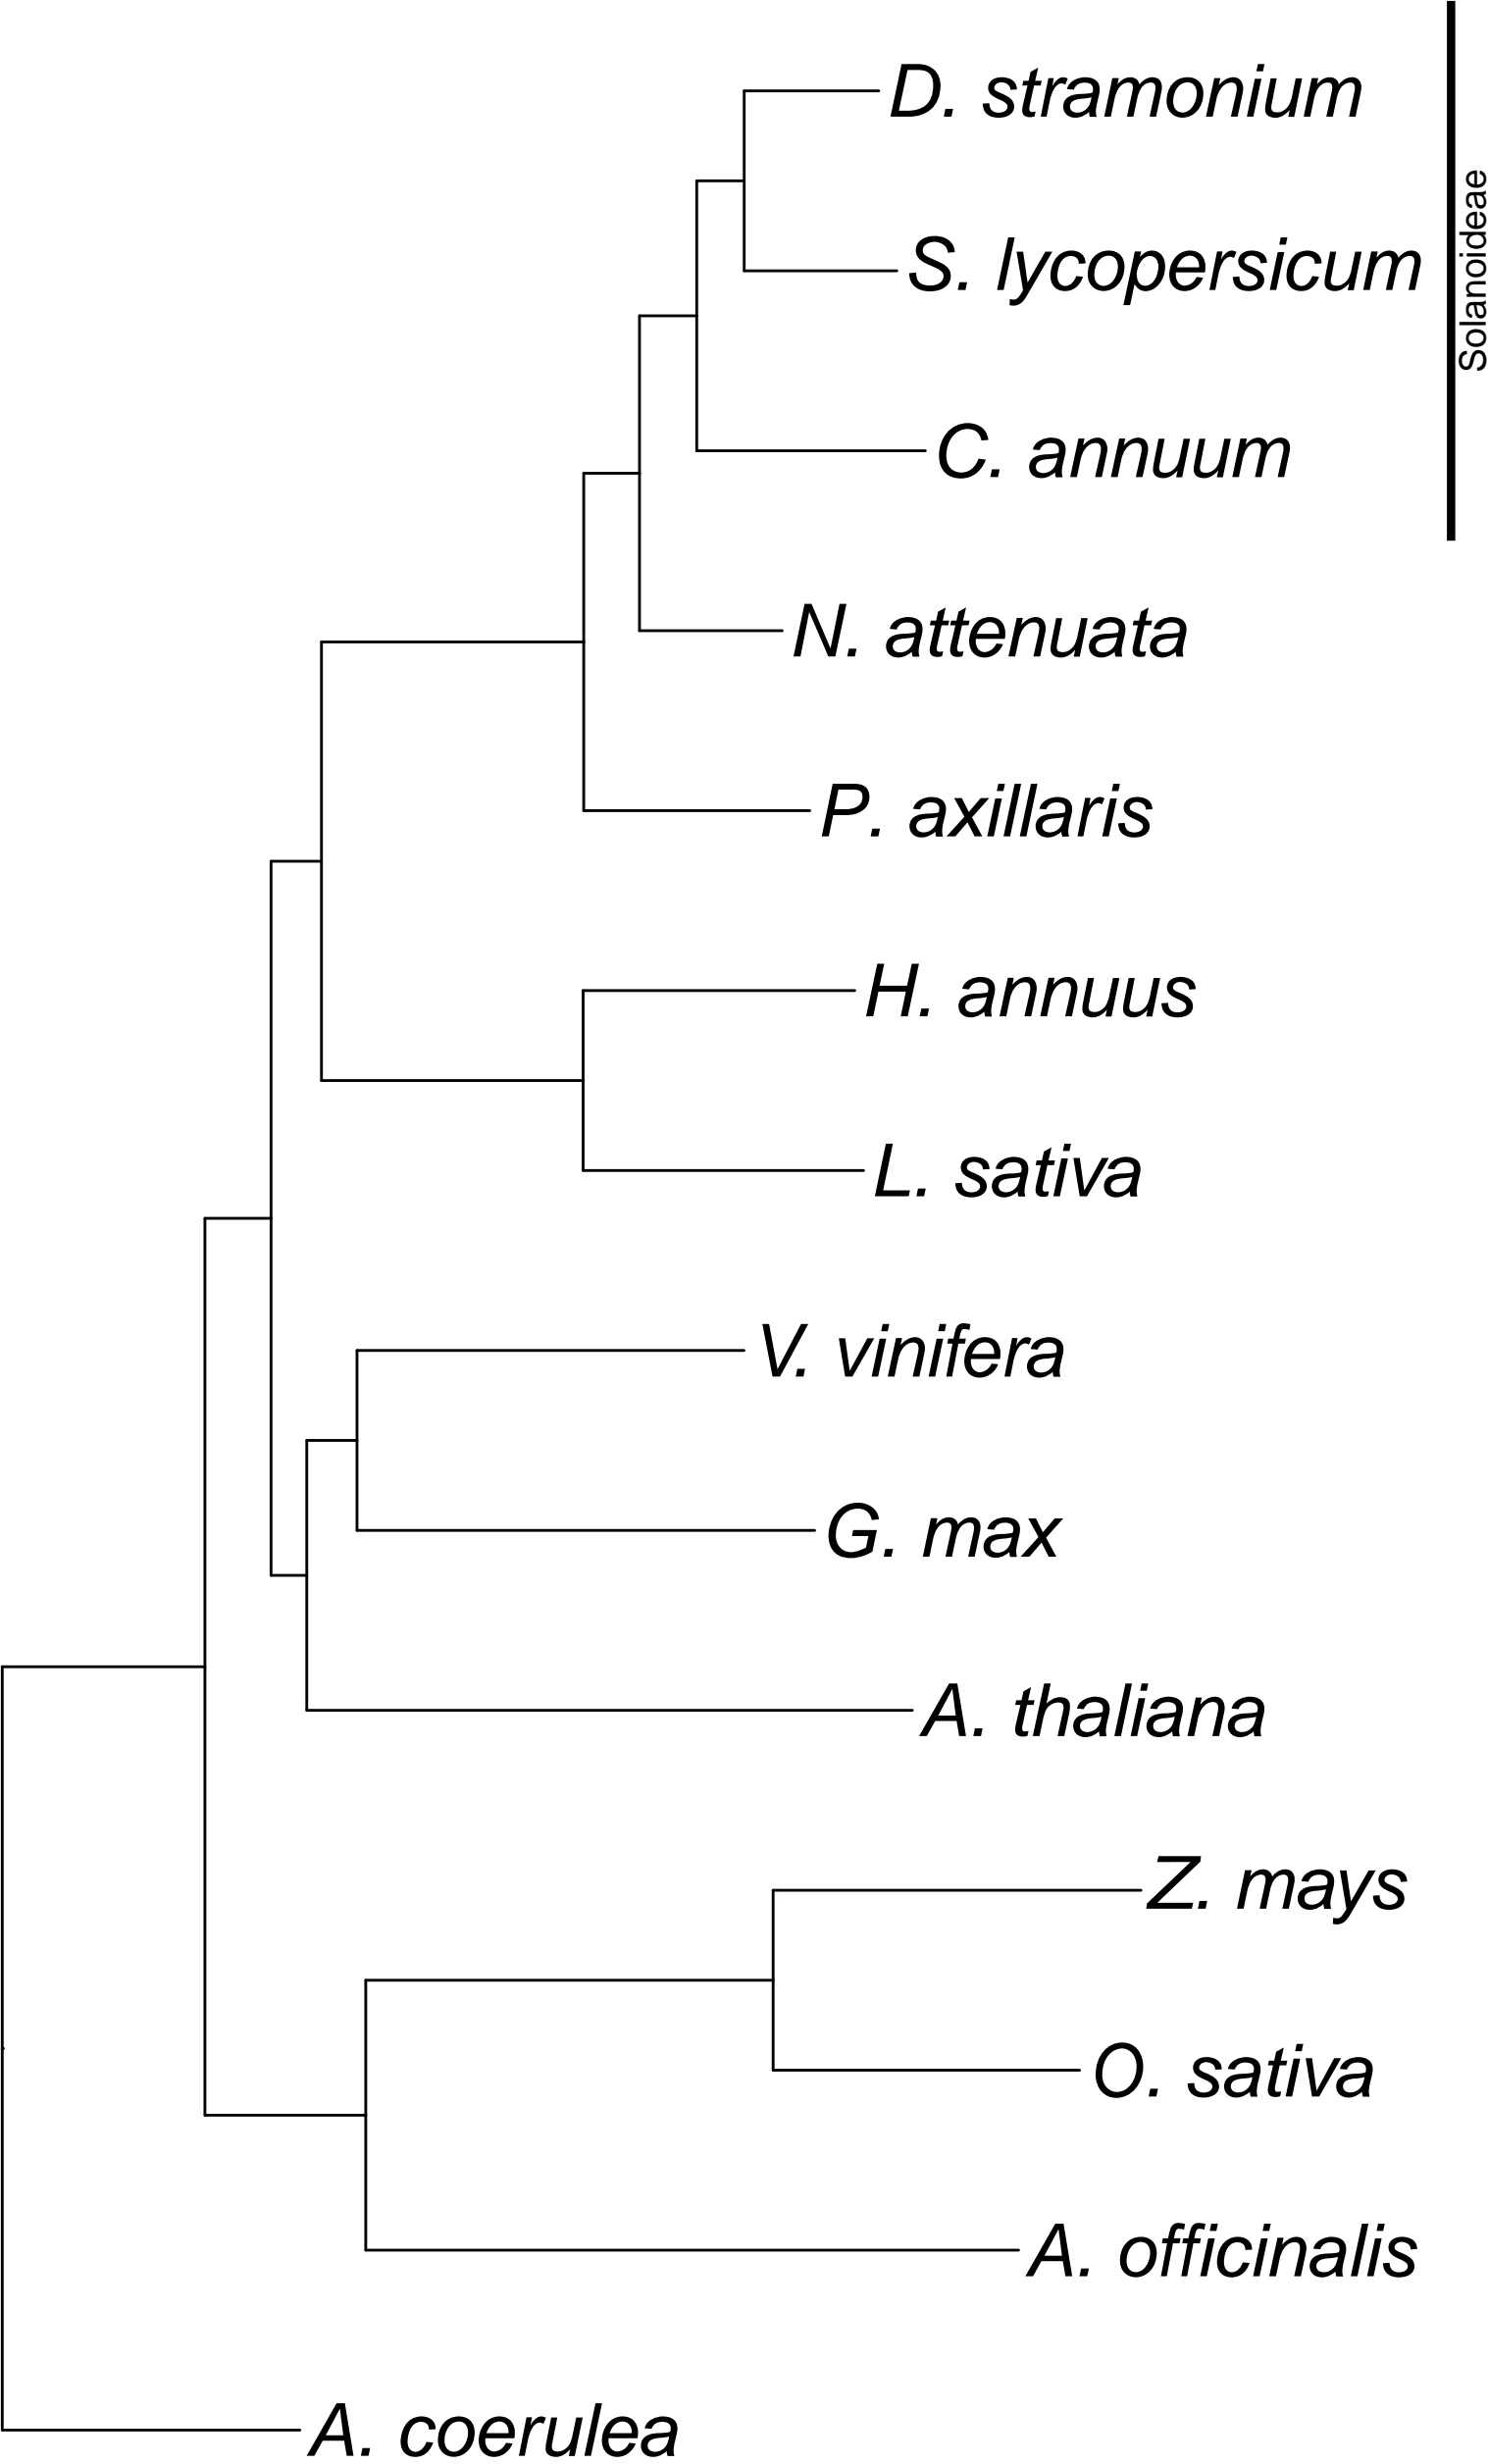 D. stramonium
S. lycopersicum
C. annuum
Solanoideae
N. attenuata
P. axillaris
H. annuus
L. sativa
V. vinifera
G. max
A. thaliana
Z. mays
O. sativa
A. officinalis
A. coerulea